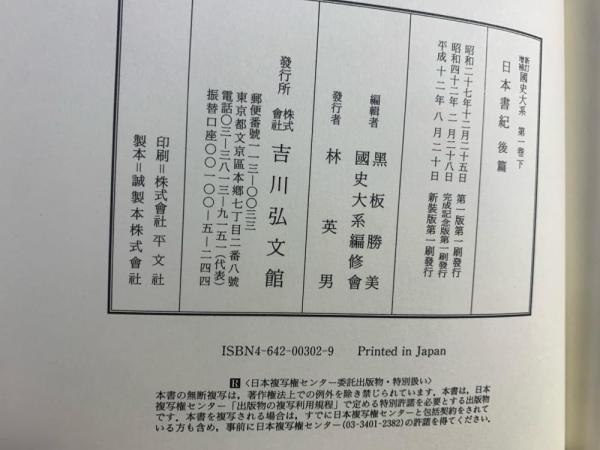 新訂增補 國史大系 第一卷下
日本書紀 後篇
昭和二十七年十二月二十五日 第一版第一刷發行
昭和四十二年 二月二十八日 完成記念版第一刷發行
平成十二年 八月二十日 新裝版第一刷發行
編輯者 黑板勝美
國史大系編修會
發行者 林英男
發行所 株式會社 吉川弘文館
郵便番號一一三-〇〇三三
東京都文京區本郷七丁目二番八號
電話〇三-三八一三-九一五一(代表)
振替口座〇〇一〇〇-五-二四四
印刷=株式會社 平文社
製本=誠製本株式會社
ISBN4-642-00302-9 Printed in Japan
R〈日本複写権センター委託出版物・特別扱い〉
本書の無断複写は、著作権法上での例外を除き禁じられています。本書は、日本
複写権センター「出版物の複写利用規程」で定める特別許諾を必要とする出版物
です。本書を複写される場合は、すでに日本複写権センターと包括契約をされて
いる方も含め、事前に日本複写権センター(03-3401-2382)の許諾を得てください。